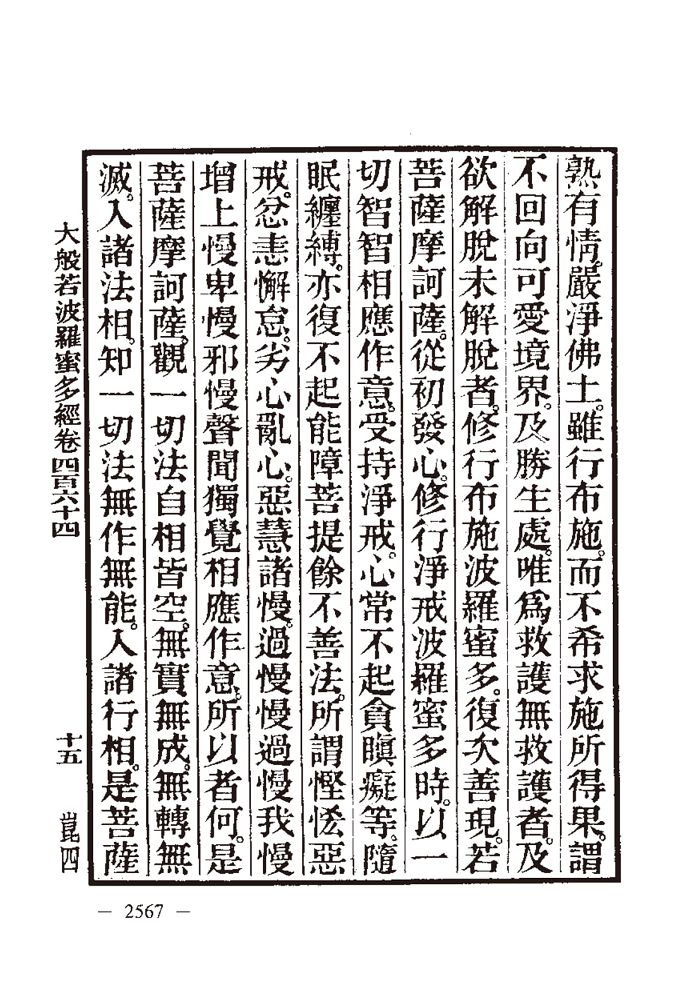 熟有情。嚴淨佛土。雖行布施。而不希求施所得果。謂
不回向可愛境界。及勝生處。唯爲救護無救護者。及
欲解脫未解脫者。修行布施波羅蜜多。復次善現。若
菩薩摩訶薩。從初發心。修行淨戒波羅蜜多時。以一
切智智相應作意。受持淨戒。心常不起貪瞋癡等。隨
眠纏縛。亦復不起能障菩提餘不善法。所謂慳恡惡
戒。忿恚懈怠。劣心亂心。惡慧諸慢。過慢慢過慢我慢
增上慢卑慢邪慢聲聞獨覺相應作意。所以者何。是
菩薩摩訶薩。觀一切法自相皆空。無實無成。無轉無
滅。入諸法相。知一切法無作無能。入諸行相。是菩薩
大般若波羅蜜多經卷四百六十四
十五
崑四
— 2567 —